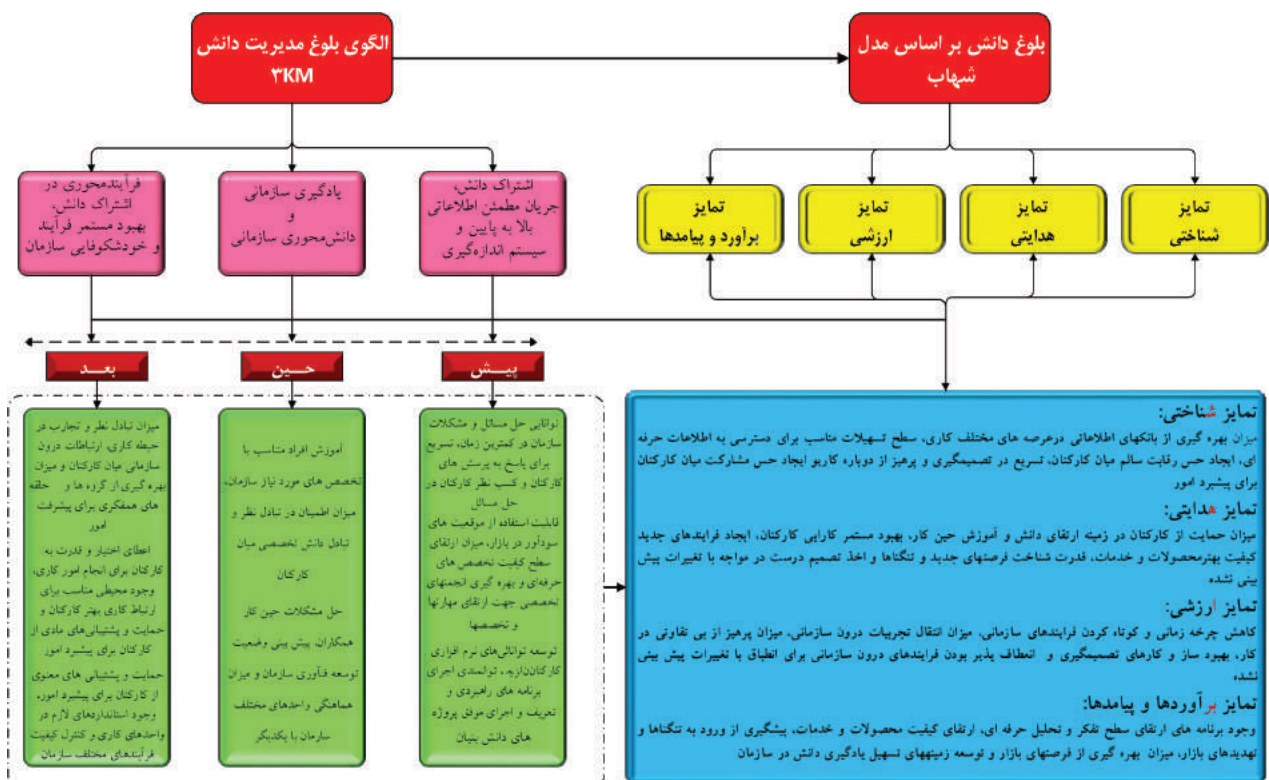 بلوغ دانش بر اساس مدل
شهاب
الگوی بلوغ مدیریت دانش
۳KM
تمایز
شناختی
تمایز
هدایتی
تمایز
ارزشی
تمایز
برآورد و پیامدها
اشتراک دانش،
جریان مطمئن اطلاعاتی
بالا به پایین و
سیستم اندازه‌گیری
یادگیری سازمانی
و
دانش‌محوری سازمانی
فرآیندمحوری در
اشتراک دانش،
بهبود مستمر فرآیند
و خودشکوفایی سازمان
پیــش
حــین
بعــد
تمایز شناختی:
میزان بهره گیری از بانکهای اطلاعاتی درعرصه های مختلف کاری، سطح تسهیلات مناسب برای دسترسی به اطلاعات حرفه
ای، ایجاد حس رقابت سالم میان کارکنان، تسریع در تصمیمگیری و پرهیز از دوباره کاریو ایجاد حس مشارکت میان کارکنان
برای پیشبرد امور
تمایز هدایتی:
میزان حمایت از کارکنان در زمینه ارتقای دانش و آموزش حین کار، بهبود مستمر کارایی کارکنان، ایجاد فرایندهای جدید
کیفیت بهترمحصولات و خدمات، قدرت شناخت فرصتهای جدید و تنگناها و اخذ تصمیم درست در مواجه با تغییرات پیش
بینی نشده
تمایز ارزشی:
کاهش چرخه زمانی و کوتاه کردن فرایندهای سازمانی، میزان انتقال تجربیات درون سازمانی، میزان پرهیز از بی تفاوتی در
کار، بهبود ساز و کارهای تصمیمگیری و انعطاف پذیر بودن فرایندهای درون سازمانی برای انطباق با تغییرات پیش بینی
نشده
تمایز برآوردها و پیامدها:
وجود برنامه های ارتقای سطح تفکر و تحلیل حرفه ای، ارتقای کیفیت محصولات و خدمات، پیشگیری از ورود به تنگناها و
تهدیدهای بازار، میزان بهره گیری از فرصتهای بازار و توسعه زمینههای تسهیل یادگیری دانش در سازمان
توانایی حل مسائل و مشکلات
سازمان در کمترین زمان، تسریع
برای پاسخ به پرسش های
کارکنان و کسب نظر کارکنان در
حل مسائل
قابلیت استفاده از موقعیت های
سودآور در بازار، میزان ارتقای
سطح کیفیت تخصص های
حرفه‌ای و بهره گیری انجمنهای
تخصصی جهت ارتقای مهارتها
و تخصصها
توسعه توانائی‌های نرم افزاری
توانمندی اجرای
برنامه های راهبردی و
تعریف و اجرای موفق پروژه
های دانش بنیان
آموزش افراد مناسب با
تخصص های مورد نیاز سازمان،
میزان اطمینان در تبادل نظر و
تبادل دانش تخصصی میان
کارکنان
حل مشکلات حین کار
همکاران، پیش بینی وضعیت
توسعه فنآوری سازمان و میزان
هماهنگی واحدهای مختلف
سازمان با یکدیگر
میزان تبادل نظر و تجارب در
حیطه کاری، ارتباطات درون
سازمانی میان کارکنان و میزان
بهره گیری از گروه ها و حلقه
های همفکری برای پیشرفت
امور
اعطای اختیار و قدرت به
کارکنان برای انجام امور کاری،
وجود محیطی مناسب برای
ارتباط کاری بهتر کارکنان و
حمایت و پشتیبانی‌های مادی از
کارکنان برای پیشبرد امور
حمایت و پشتیبانی های معنوی
از کارکنان برای پیشبرد امور،
وجود استانداردهای لازم در
واحدهای کاری و کنترل کیفیت
فرآیندهای مختلف سازمان